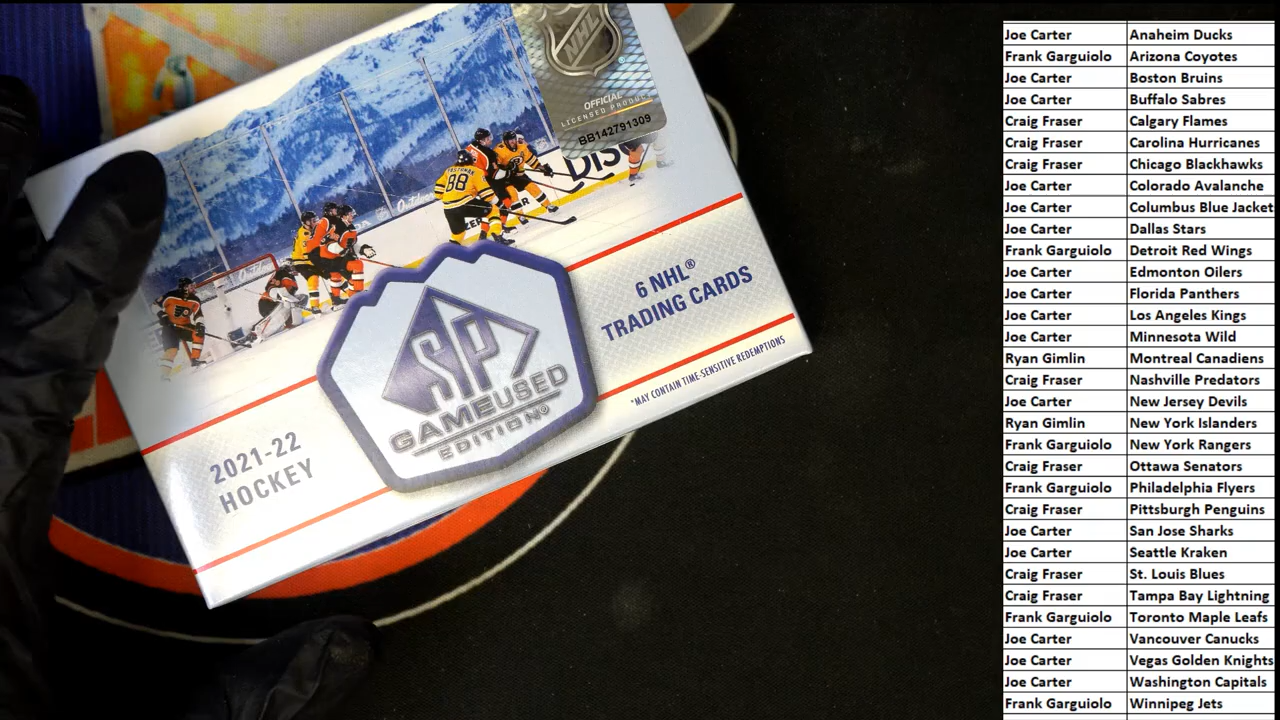 NHL
OFFICIAL
LICENSED PRODUCT
BB142791309
88
6 NHL®
TRADING CARDS
*MAY CONTAIN TIME-SENSITIVE REDEMPTIONS
SP
GAMEUSED
EDITION®
2021-22
HOCKEY
Joe Carter Anaheim Ducks
Frank Garguiolo Arizona Coyotes
Joe Carter Boston Bruins
Joe Carter Buffalo Sabres
Craig Fraser Calgary Flames
Craig Fraser Carolina Hurricanes
Craig Fraser Chicago Blackhawks
Joe Carter Colorado Avalanche
Joe Carter Columbus Blue Jacket
Joe Carter Dallas Stars
Frank Garguiolo Detroit Red Wings
Joe Carter Edmonton Oilers
Joe Carter Florida Panthers
Joe Carter Los Angeles Kings
Joe Carter Minnesota Wild
Ryan Gimlin Montreal Canadiens
Craig Fraser Nashville Predators
Joe Carter New Jersey Devils
Ryan Gimlin New York Islanders
Frank Garguiolo New York Rangers
Craig Fraser Ottawa Senators
Frank Garguiolo Philadelphia Flyers
Craig Fraser Pittsburgh Penguins
Joe Carter San Jose Sharks
Joe Carter Seattle Kraken
Craig Fraser St. Louis Blues
Craig Fraser Tampa Bay Lightning
Frank Garguiolo Toronto Maple Leafs
Joe Carter Vancouver Canucks
Joe Carter Vegas Golden Knights
Joe Carter Washington Capitals
Frank Garguiolo Winnipeg Jets